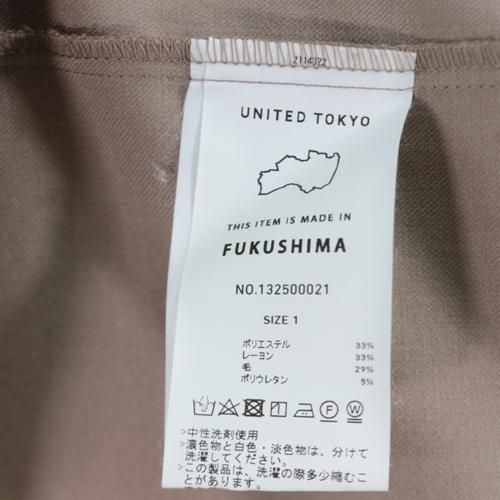 2114322
UNITED TOKYO
THIS ITEM IS MADE IN
FUKUSHIMA
NO.132500021
SIZE 1
ポリエステル 33%
レーヨン 33%
毛 29%
ポリウレタン 5%
F W
>中性洗剤使用
>濃色物と白色・淡色物は、分けて
洗濯してください。
>この製品は、洗濯の際多少縮むこ
とがあります。